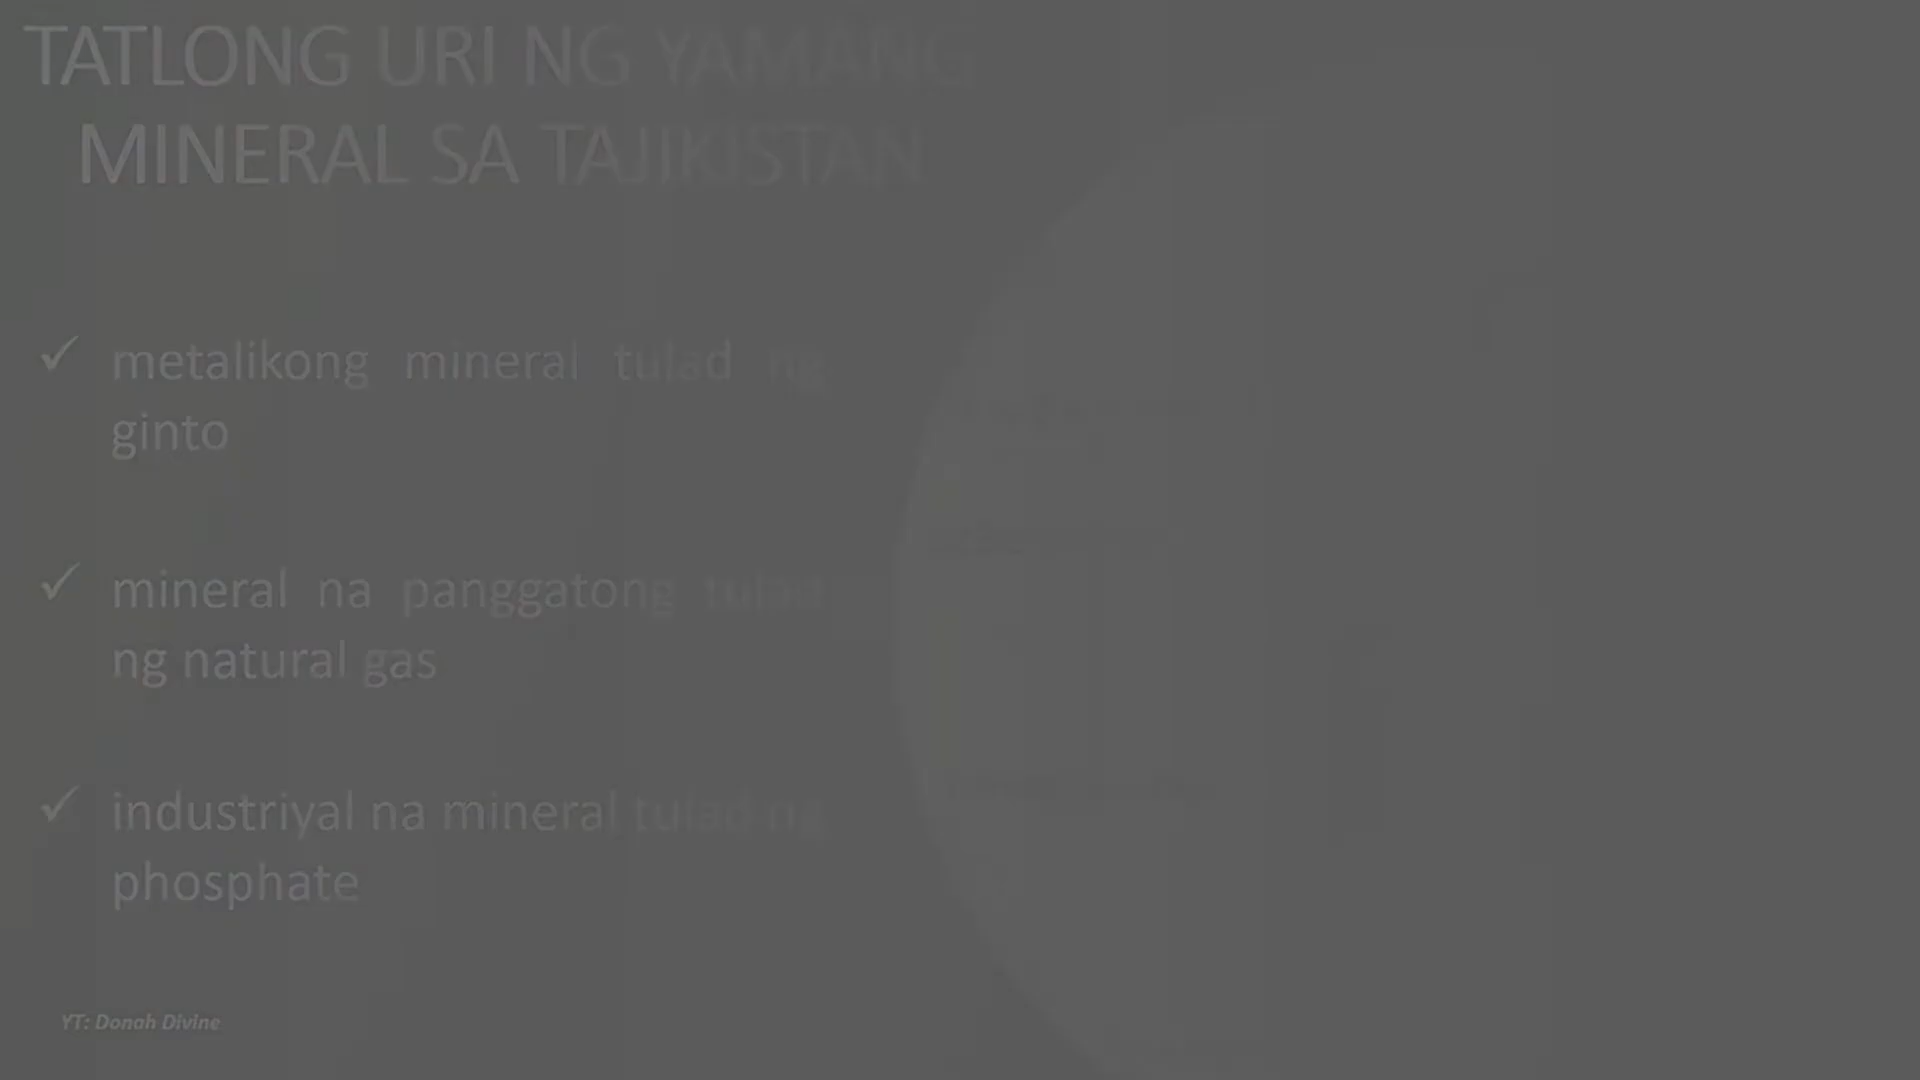 TATLONG URI NG YAMANG
MINERAL SA TAJIKISTAN
metalikong mineral tulad ng
ginto
mineral na panggatong tulad
ng natural gas
industriyal na mineral tulad ng
phosphate
YT: Donah Divine